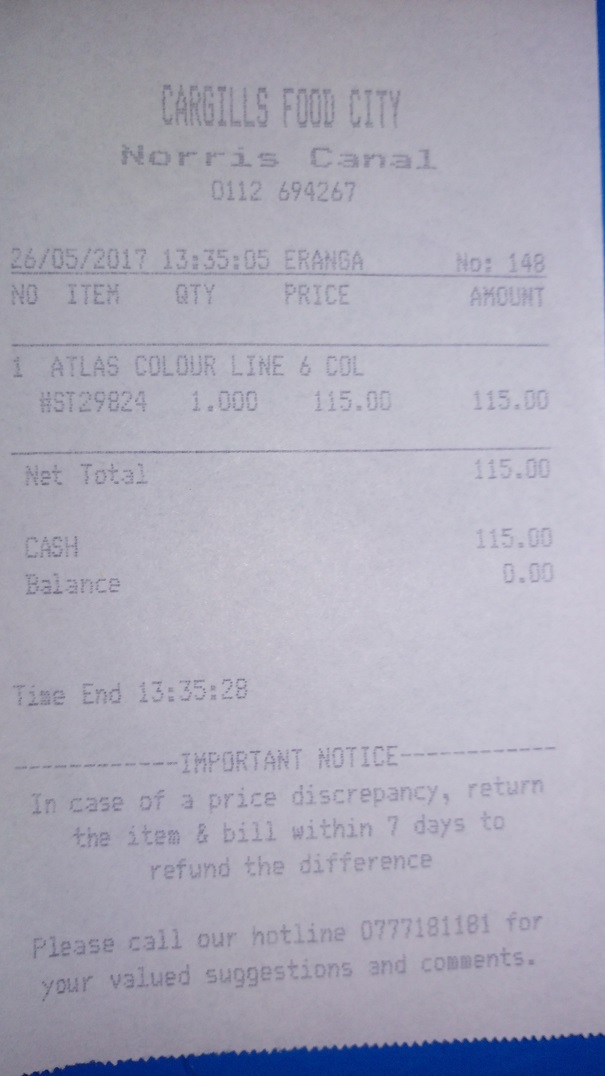 CARGILLS FOOD CITY
Norris Canal
0112 694267
26/05/2017 13:35:05 ERANGA No: 148
NO ITEM QTY PRICE AMOUNT
1 ATLAS COLOUR LINE 6 COL
#ST29824 1.000 115.00 115.00
Net Total 115.00
CASH 115.00
Balance 0.00
Time End 13:35:28
------------IMPORTANT NOTICE------------
In case of a price discrepancy, return
the item & bill within 7 days to
refund the difference
Please call our hotline 0777181181 for
your valued suggestions and comments.